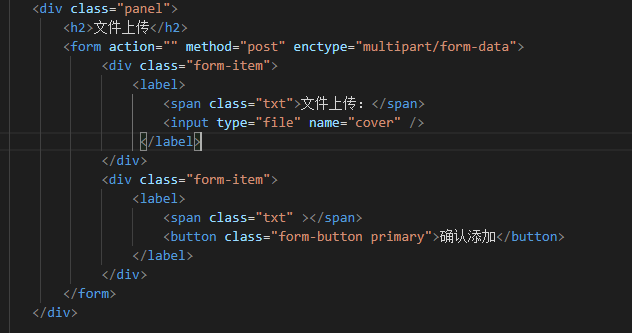 <div class="panel">
<h2>文件上传</h2>
<form action="" method="post" enctype="multipart/form-data">
<div class="form-item">
<label>
<span class="txt">文件上传：</span>
<input type="file" name="cover" />
</label>
</div>
<div class="form-item">
<label>
<span class="txt" ></span>
<button class="form-button primary">确认添加</button>
</label>
</div>
</form>
</div>